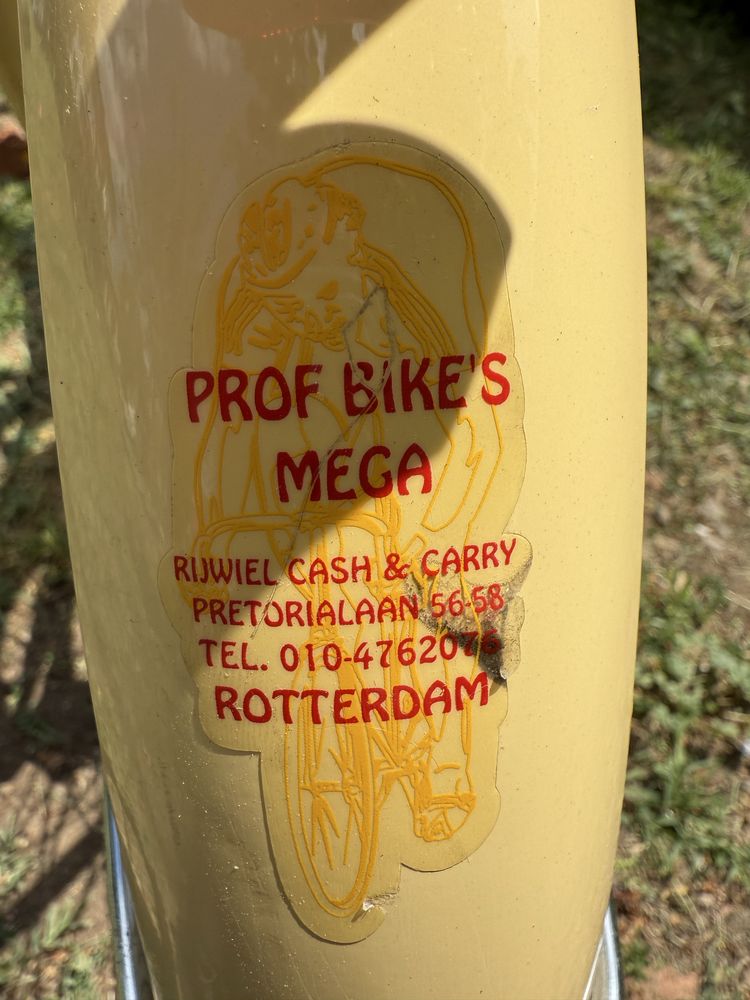 PROF BIKE'S
MEGA
RIJWIEL CASH & CARRY
PRETORIALAAN 56-58
TEL. 010-4762076
ROTTERDAM